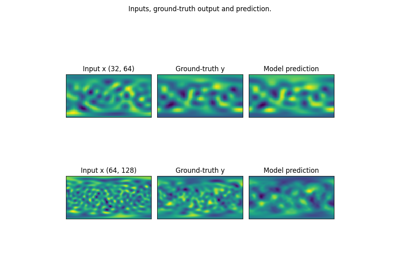 Inputs, ground-truth output and prediction.
Input x (32, 64)
Ground-truth y
Model prediction
Input x (64, 128)
Ground-truth y
Model prediction